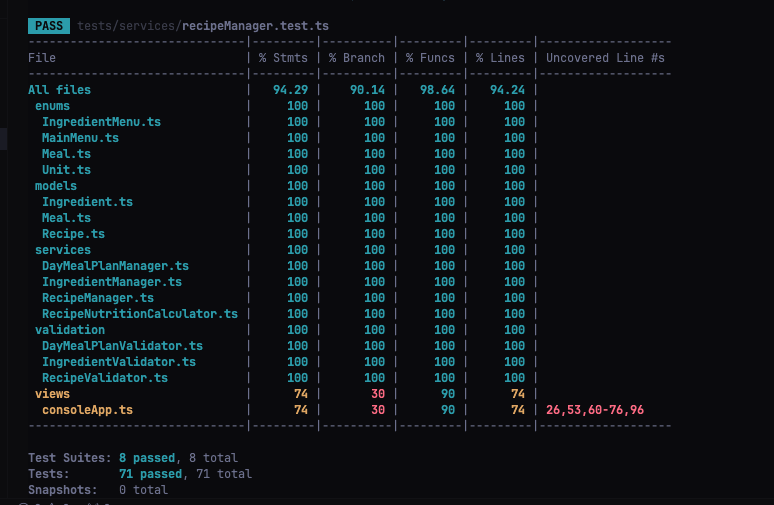 PASS tests/services/recipeManager.test.ts
-------------------------------|---------|----------|---------|---------|-------------------
File                           | % Stmts | % Branch | % Funcs | % Lines | Uncovered Line #s
-------------------------------|---------|----------|---------|---------|-------------------
All files                      |   94.29 |    90.14 |   98.64 |   94.24 |
 enums                         |     100 |      100 |     100 |     100 |
  IngredientMenu.ts            |     100 |      100 |     100 |     100 |
  MainMenu.ts                  |     100 |      100 |     100 |     100 |
  Meal.ts                      |     100 |      100 |     100 |     100 |
  Unit.ts                      |     100 |      100 |     100 |     100 |
 models                        |     100 |      100 |     100 |     100 |
  Ingredient.ts                |     100 |      100 |     100 |     100 |
  Meal.ts                      |     100 |      100 |     100 |     100 |
  Recipe.ts                    |     100 |      100 |     100 |     100 |
 services                      |     100 |      100 |     100 |     100 |
  DayMealPlanManager.ts        |     100 |      100 |     100 |     100 |
  IngredientManager.ts         |     100 |      100 |     100 |     100 |
  RecipeManager.ts             |     100 |      100 |     100 |     100 |
  RecipeNutritionCalculator.ts |     100 |      100 |     100 |     100 |
 validation                    |     100 |      100 |     100 |     100 |
  DayMealPlanValidator.ts      |     100 |      100 |     100 |     100 |
  IngredientValidator.ts       |     100 |      100 |     100 |     100 |
  RecipeValidator.ts           |     100 |      100 |     100 |     100 |
 views                         |      74 |       30 |      90 |      74 |
  consoleApp.ts                |      74 |       30 |      90 |      74 | 26,53,60-76,96
-------------------------------|---------|----------|---------|---------|-------------------
Test Suites: 8 passed, 8 total
Tests:       71 passed, 71 total
Snapshots:   0 total